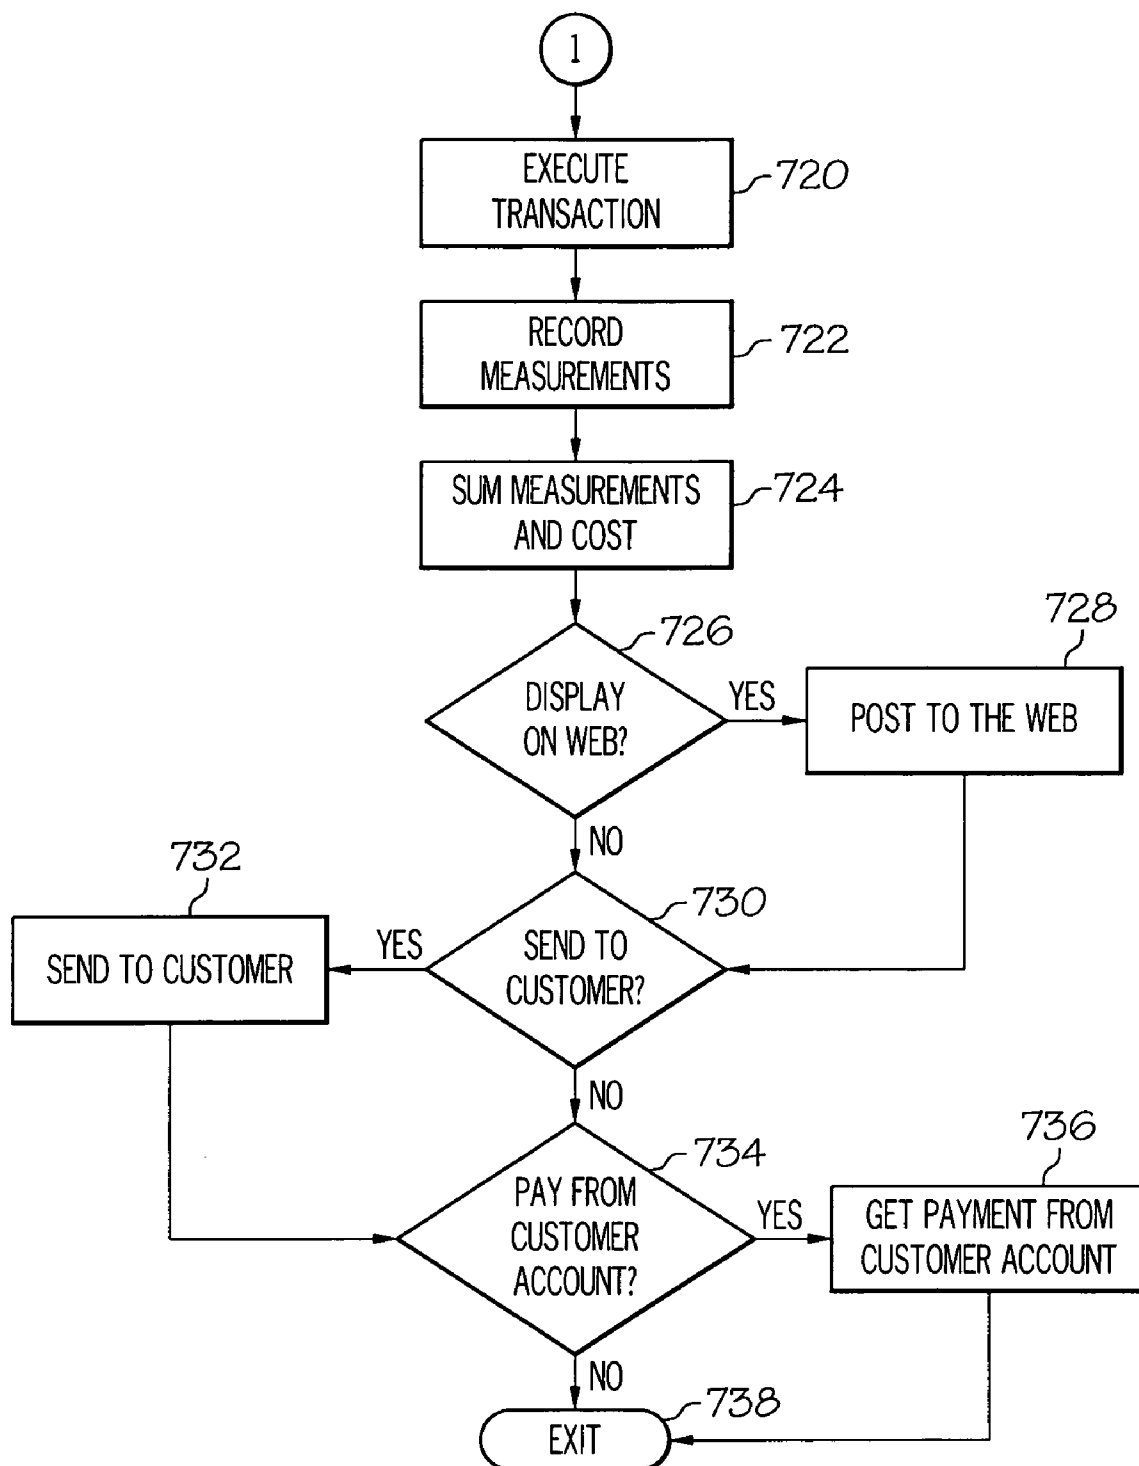 1
EXECUTE
TRANSACTION
720
RECORD
MEASUREMENTS
722
SUM MEASUREMENTS
AND COST
724
726
DISPLAY
ON WEB?
YES
728
POST TO THE WEB
NO
732
SEND TO CUSTOMER
YES
730
SEND TO
CUSTOMER?
NO
734
PAY FROM
CUSTOMER
ACCOUNT?
YES
736
GET PAYMENT FROM
CUSTOMER ACCOUNT
NO
738
EXIT